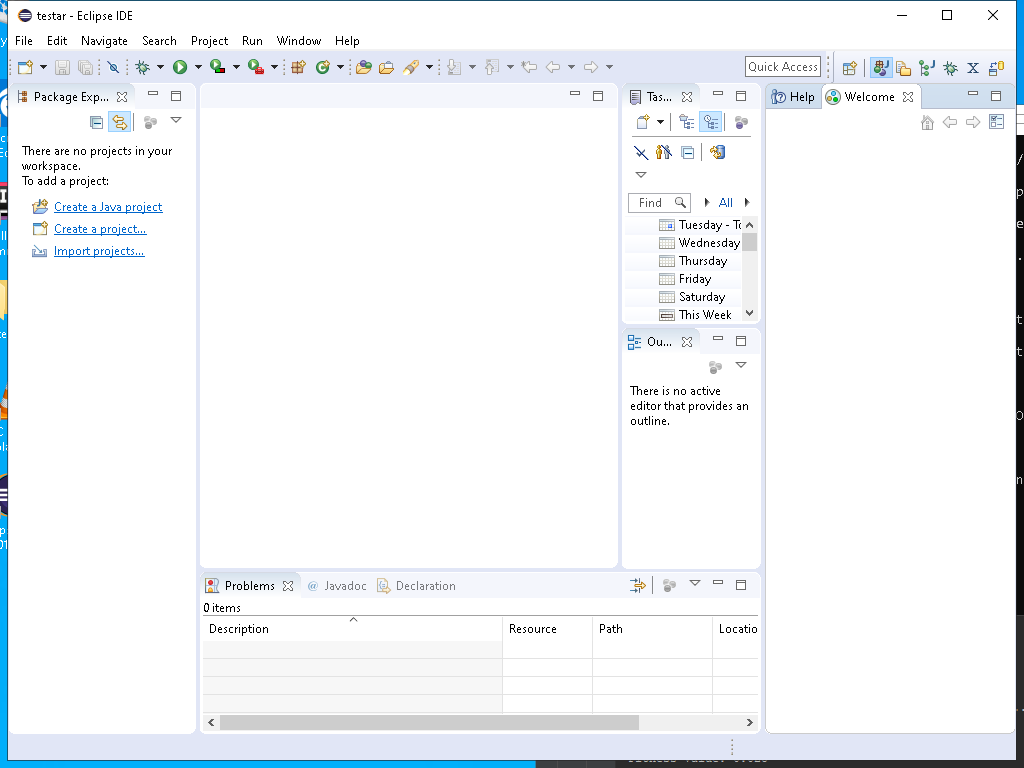 testar - Eclipse IDE
File Edit Navigate Search Project Run Window Help
Quick Access
Package Exp...
There are no projects in your
workspace.
To add a project:
Create a Java project
Create a project...
Import projects...
Tas...
Find
All
Tuesday - To
Wednesday
Thursday
Friday
Saturday
This Week
Ou...
There is no active
editor that provides an
outline.
Help
Welcome
Problems
@ Javadoc
Declaration
0 items
Description Resource Path Locatio